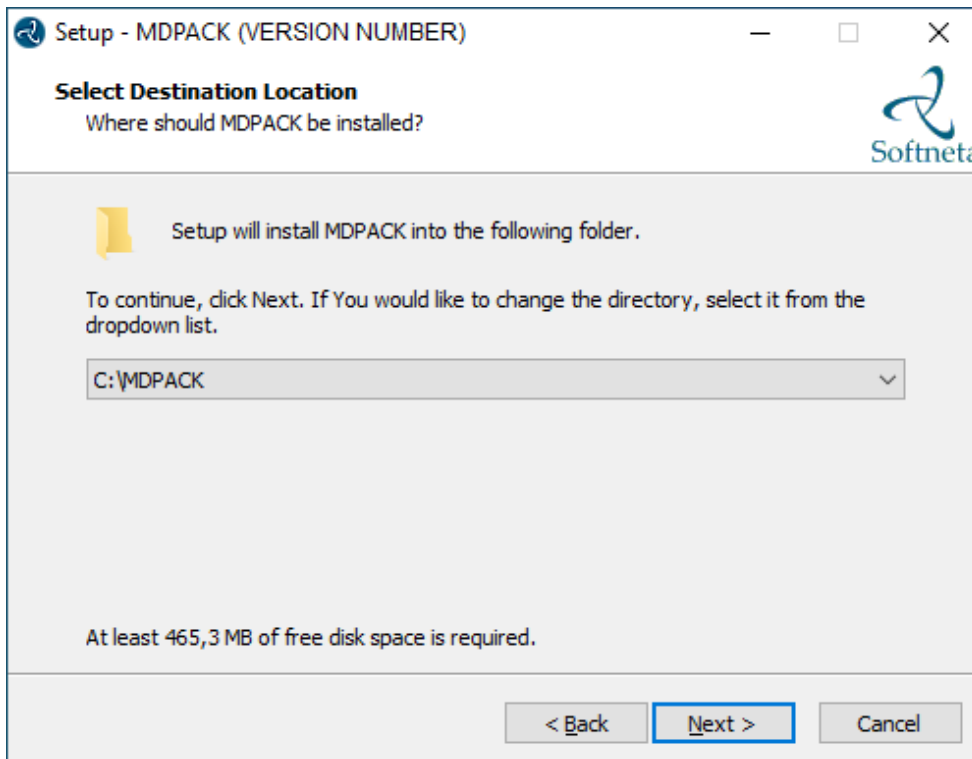 Setup - MDPACK (VERSION NUMBER)
Select Destination Location
Where should MDPACK be installed?
Softneta
Setup will install MDPACK into the following folder.
To continue, click Next. If You would like to change the directory, select it from the
dropdown list.
C:\MDPACK
At least 465,3 MB of free disk space is required.
< Back
Next >
Cancel